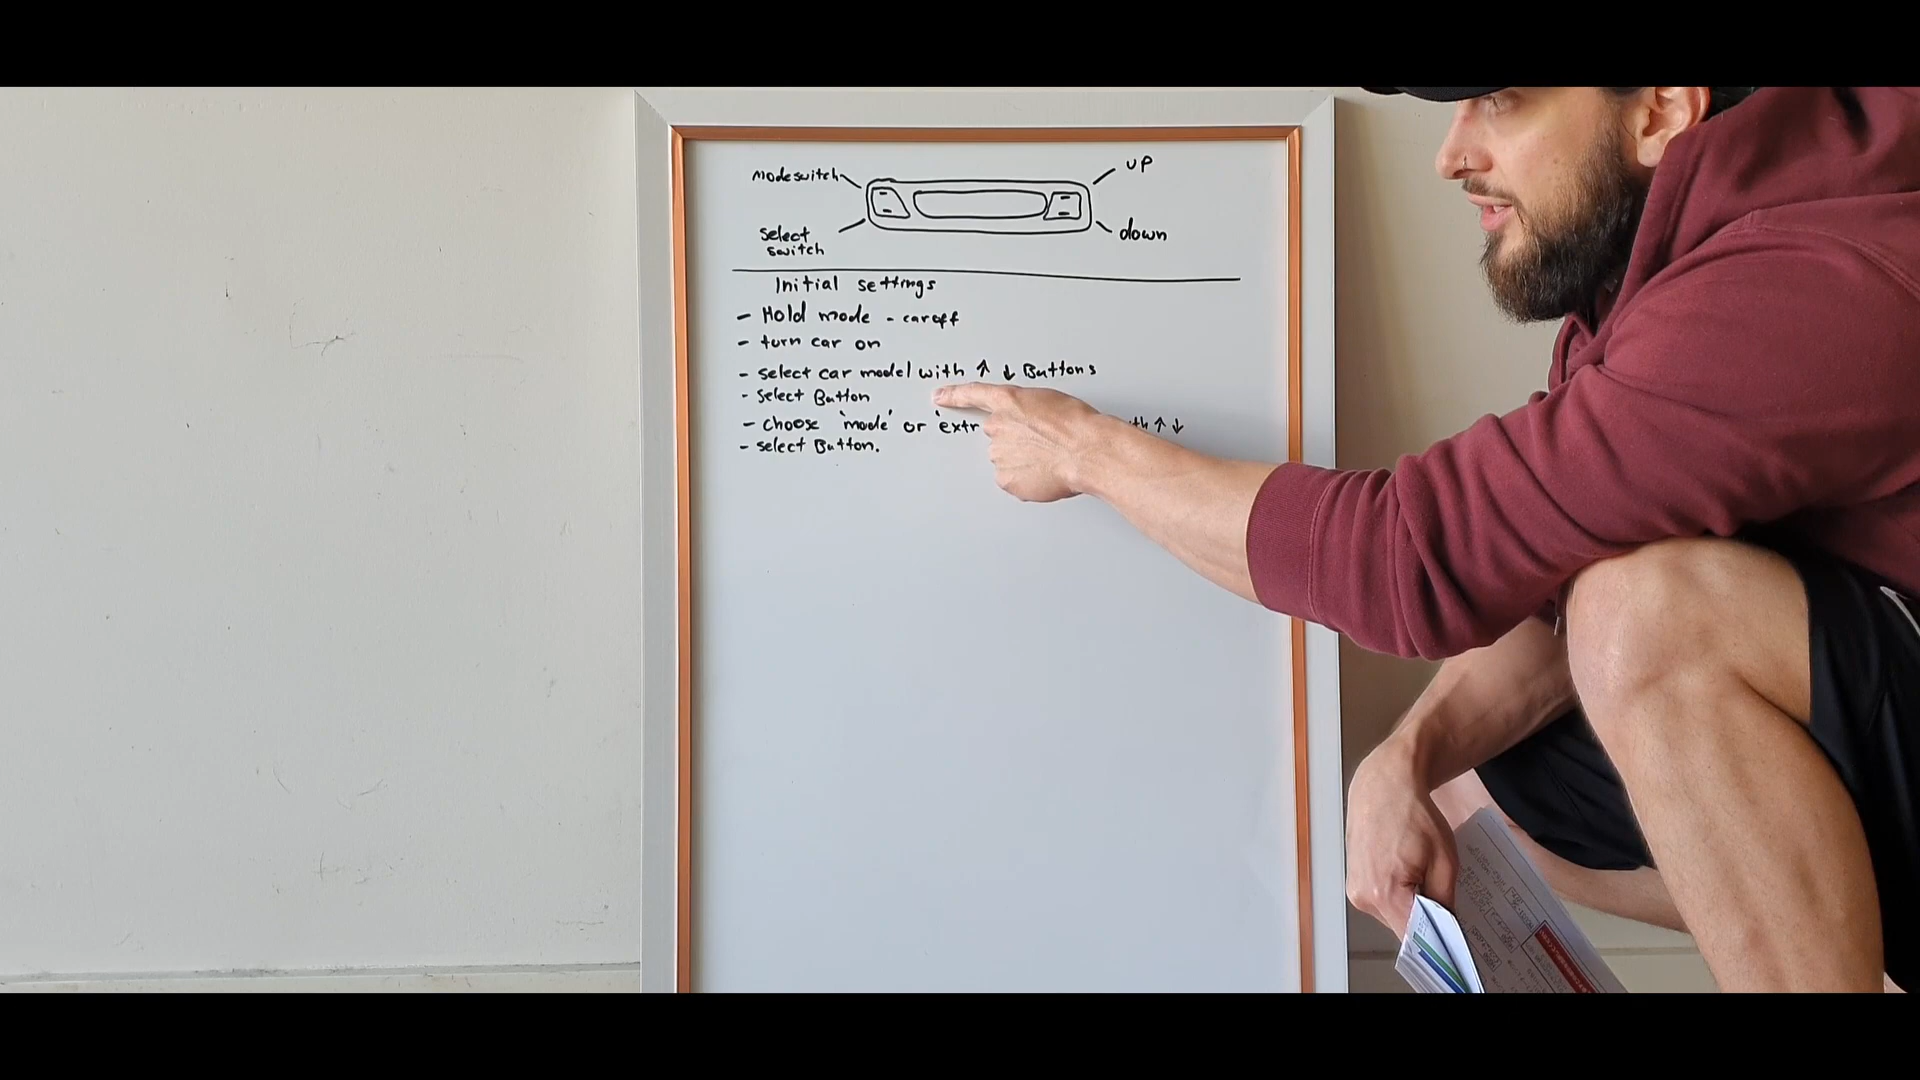 modeswitch
up
select
switch
down
Initial settings
- Hold mode - car off
- turn car on
- select car model with ↑ ↓ Buttons
- select Button
- choose 'mode' or 'extr ↑ ↓
- select Button.